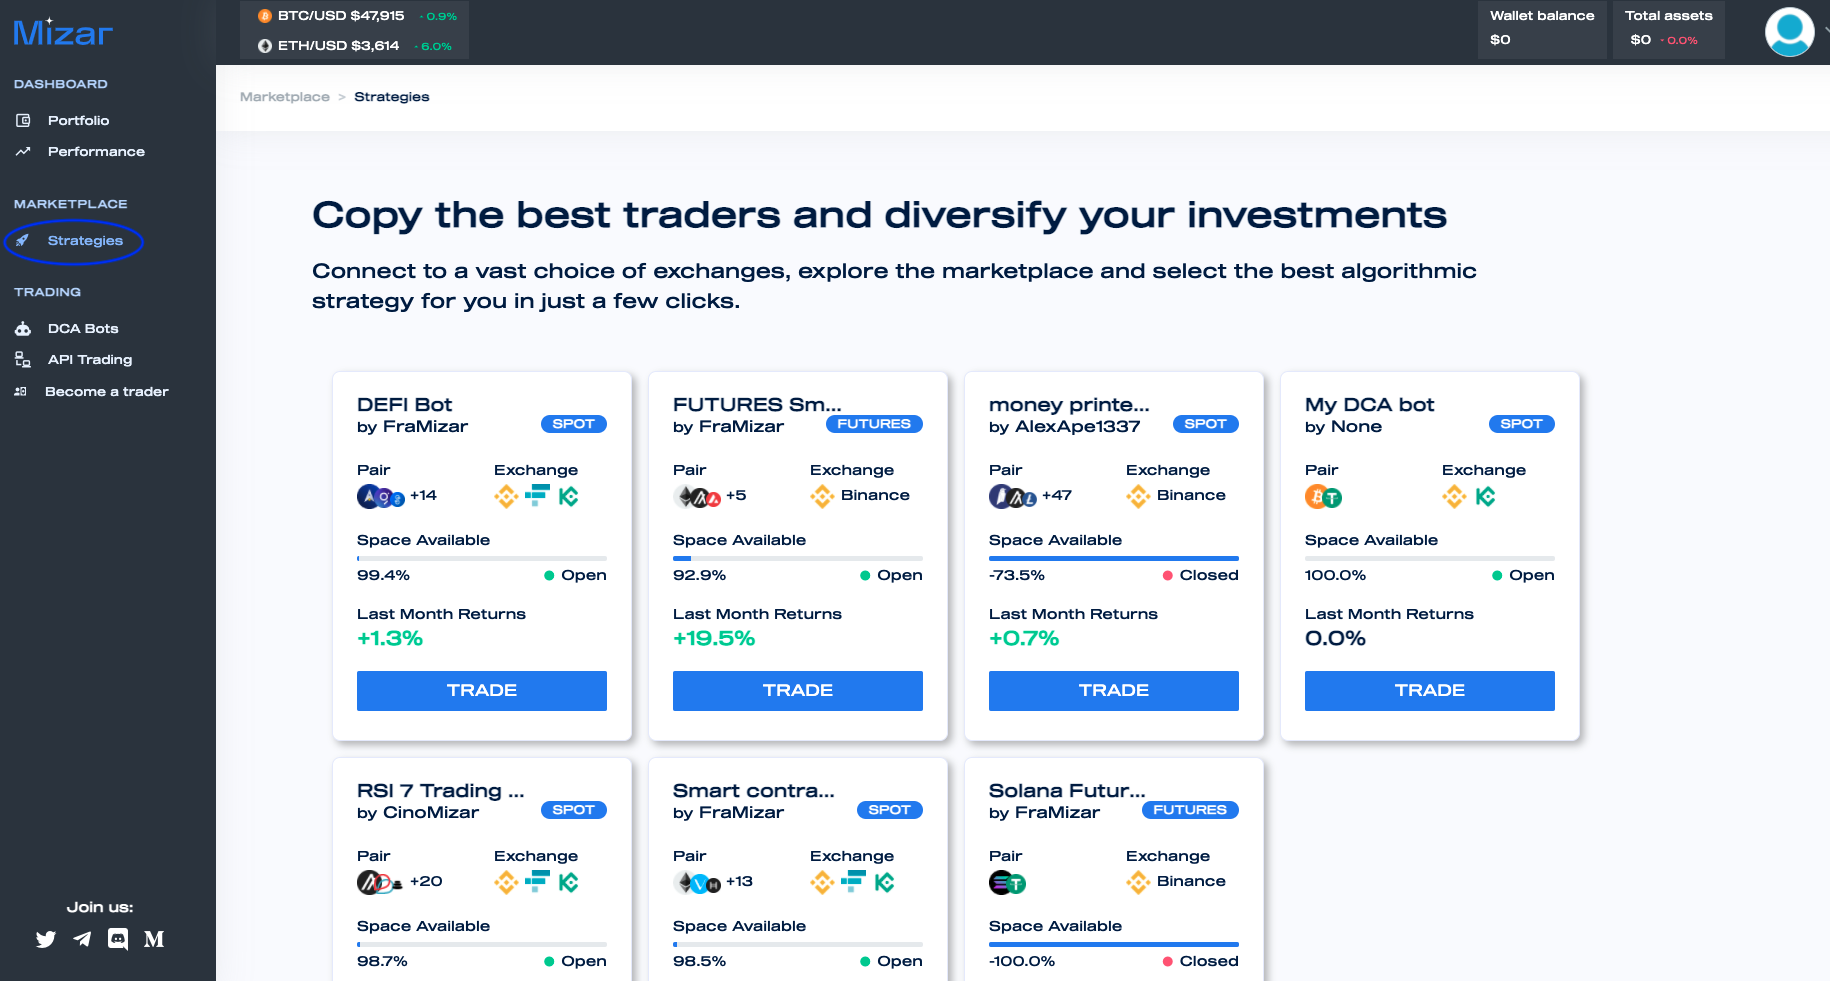 Mizar
BTC/USD $47,915 - 0.9%
ETH/USD $3,614 - 6.0%
Wallet balance
$0
Total assets
$0 - 0.0%
DASHBOARD
Portfolio
Performance
MARKETPLACE
Strategies
TRADING
DCA Bots
API Trading
Become a trader
Join us:
Marketplace > Strategies
Copy the best traders and diversify your investments
Connect to a vast choice of exchanges, explore the marketplace and select the best algorithmic
strategy for you in just a few clicks.
DEFI Bot
by FraMizar SPOT
Pair Exchange
+14
Space Available
99.4% Open
Last Month Returns
+1.3%
TRADE
FUTURES Sm...
by FraMizar FUTURES
Pair Exchange
+5 Binance
Space Available
92.9% Open
Last Month Returns
+19.5%
TRADE
money printe...
by AlexApe1337 SPOT
Pair Exchange
+47 Binance
Space Available
-73.5% Closed
Last Month Returns
+0.7%
TRADE
My DCA bot
by None SPOT
Pair Exchange
Space Available
100.0% Open
Last Month Returns
0.0%
TRADE
RSI 7 Trading ...
by CinoMizar SPOT
Pair Exchange
+20
Space Available
98.7% Open
Smart contra...
by FraMizar SPOT
Pair Exchange
+13
Space Available
98.5% Open
Solana Futur...
by FraMizar FUTURES
Pair Exchange
Binance
Space Available
-100.0% Closed